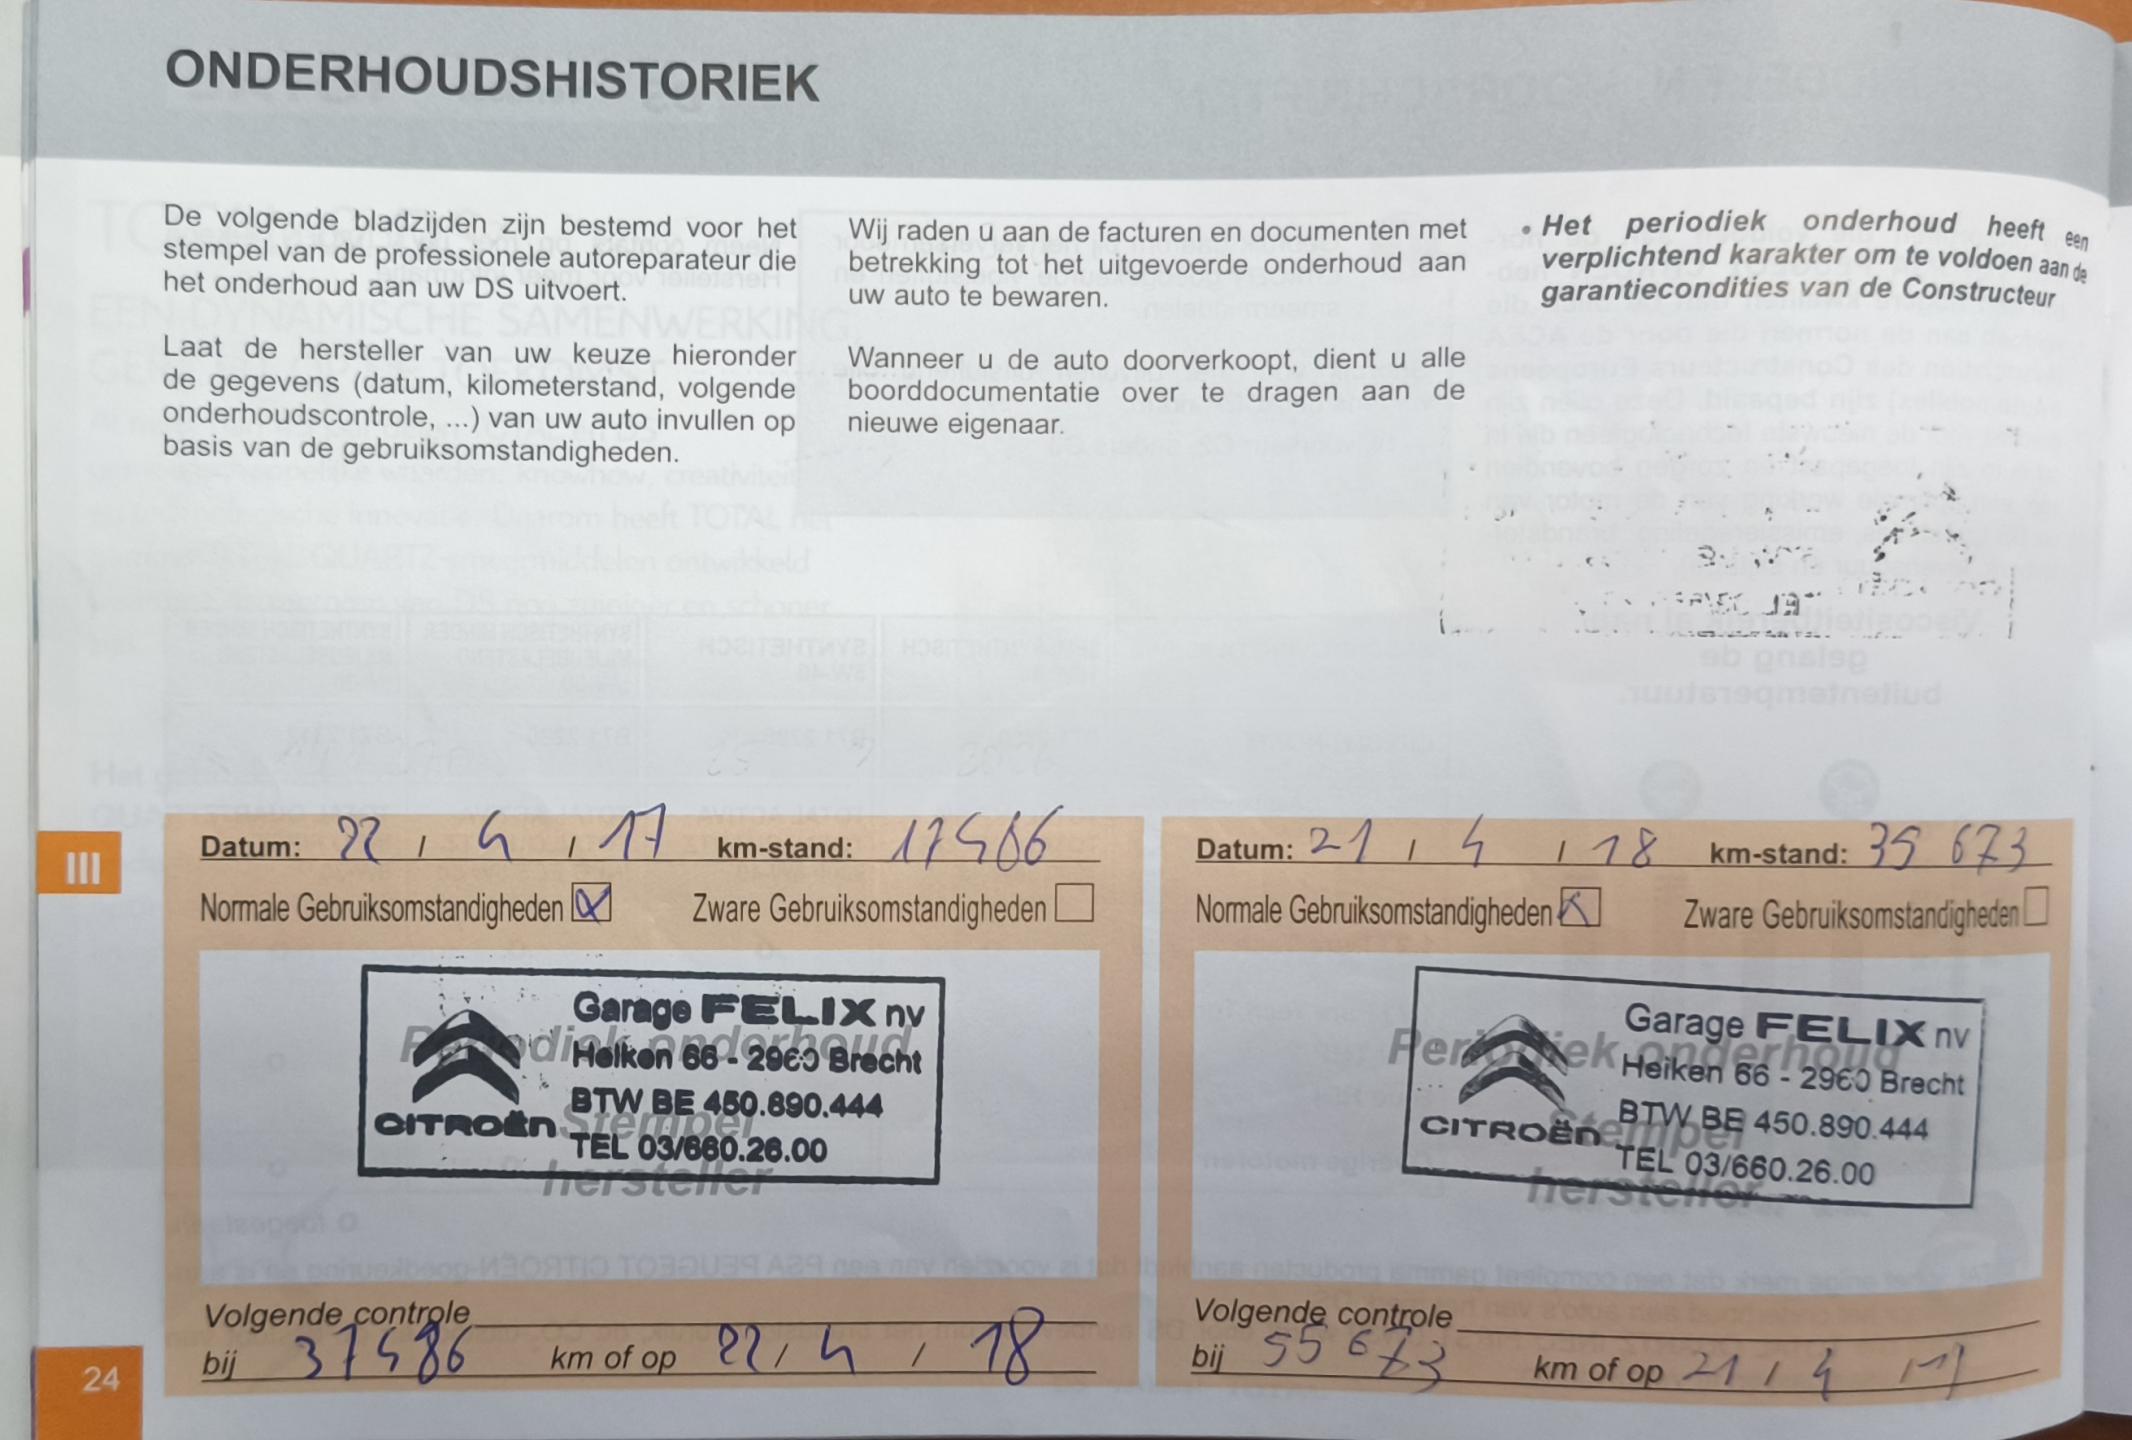 ONDERHOUDSHISTORIEK
De volgende bladzijden zijn bestemd voor het
stempel van de professionele autoreparateur die
het onderhoud aan uw DS uitvoert.
Laat de hersteller van uw keuze hieronder
de gegevens (datum, kilometerstand, volgende
onderhoudscontrole, ...) van uw auto invullen op
basis van de gebruiksomstandigheden.
Wij raden u aan de facturen en documenten met
betrekking tot het uitgevoerde onderhoud aan
uw auto te bewaren.
Wanneer u de auto doorverkoopt, dient u alle
boorddocumentatie over te dragen aan de
nieuwe eigenaar.
• Het periodiek onderhoud heeft een
verplichtend karakter om te voldoen aan de
garantiecondities van de Constructeur
III
Datum: 22 / 4 / 17 km-stand:
Normale Gebruiksomstandigheden Zware Gebruiksomstandigheden
Periodiek onderhoud
Stempel
hersteller
Garage FELIX nv
Heiken 66 - 2960 Brecht
BTW BE 450.890.444
CITROËN
TEL 03/660.26.00
Volgende controle
bij 37486 km of op 22 / 4 / 18
Datum: 21 / 4 / 18 km-stand: 35 673
Normale Gebruiksomstandigheden Zware Gebruiksomstandigheden
Periodiek onderhoud
Stempel
hersteller
Garage FELIX nv
Heiken 66 - 2960 Brecht
BTW BE 450.890.444
CITROËN
TEL 03/660.26.00
Volgende controle
bij 55 673 km of op 21 / 4 /
24